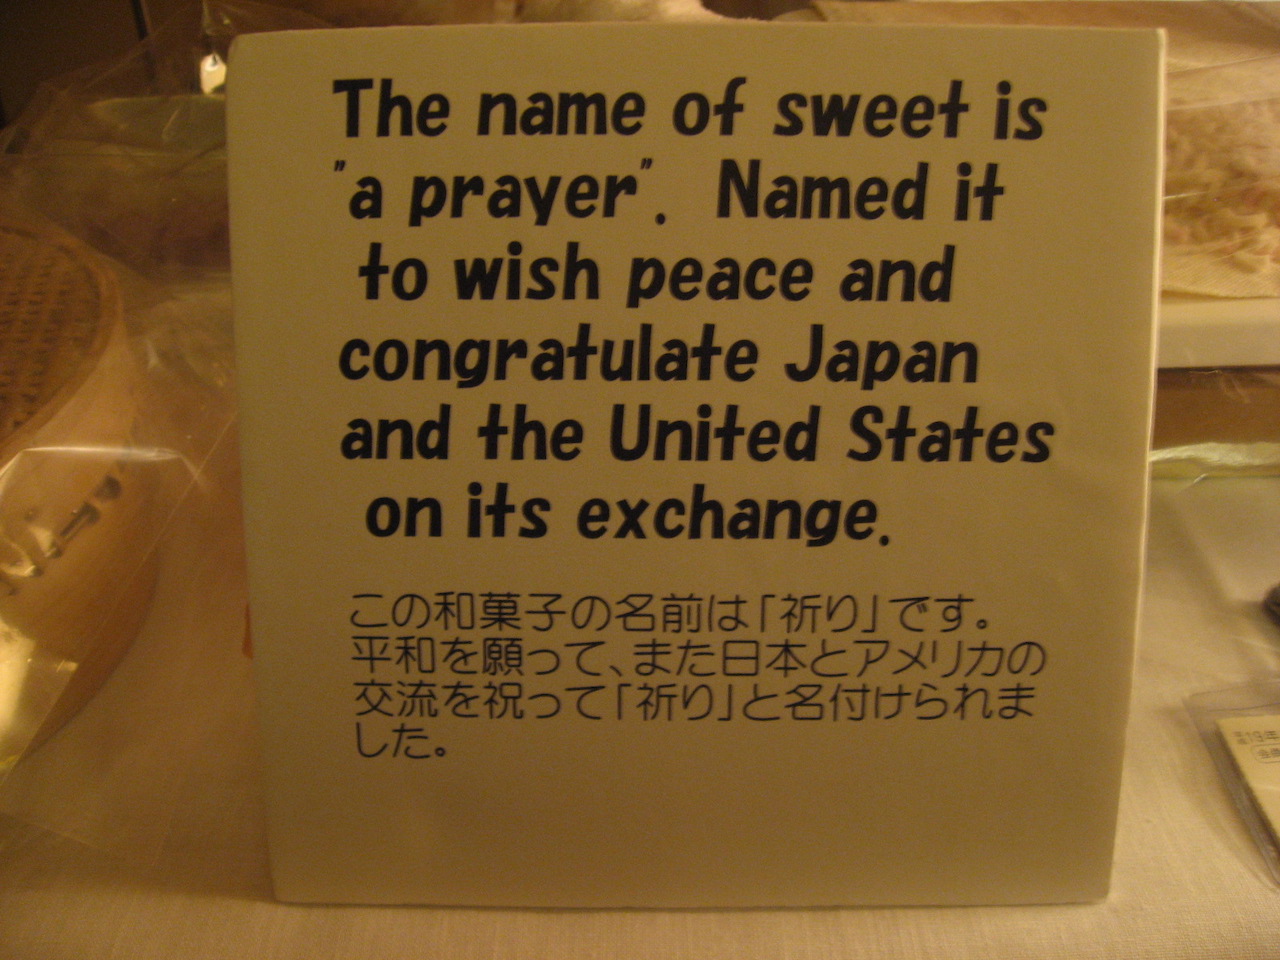 The name of sweet is
"a prayer". Named it
to wish peace and
congratulate Japan
and the United States
on its exchange.
この和菓子の名前は「祈り」です。
平和を願って、また日本とアメリカの
交流を祝って「祈り」と名付けられま
した。
19年